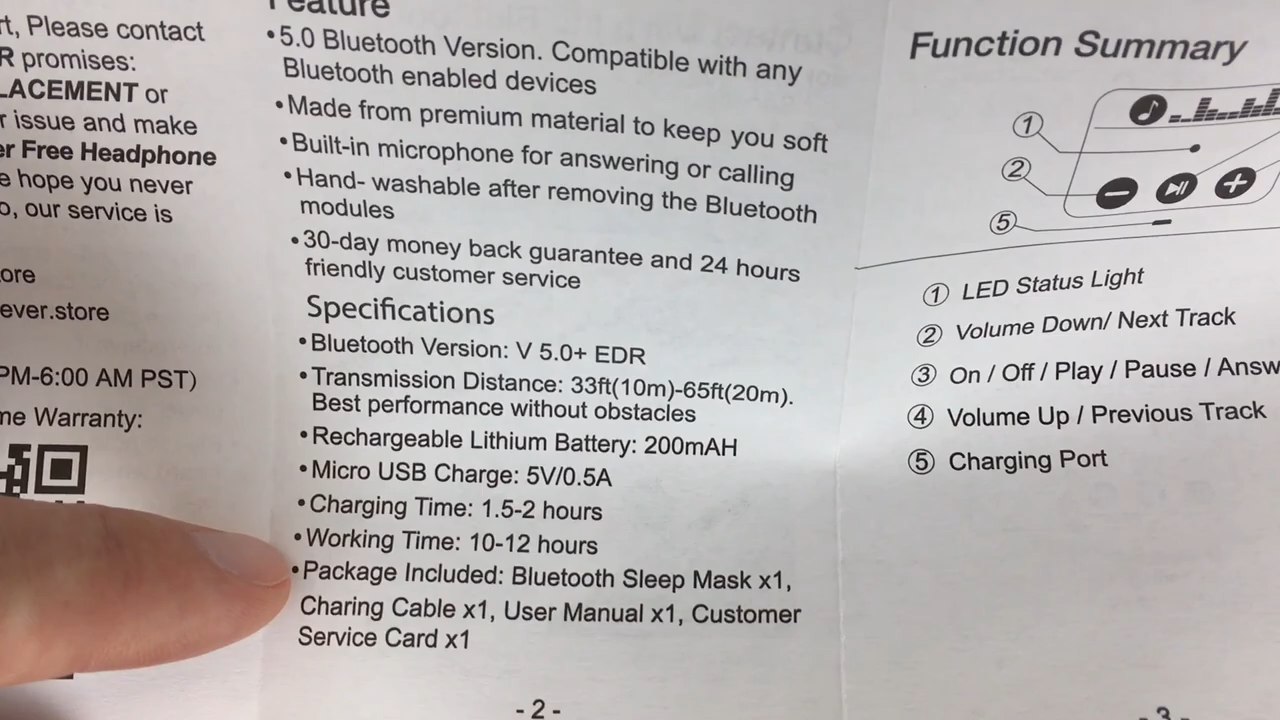 rt, Please contact
R promises:
LACEMENT or
r issue and make
er Free Headphone
e hope you never
o, our service is
ore
ever.store
PM-6:00 AM PST)
me Warranty:
Feature
•5.0 Bluetooth Version. Compatible with any
Bluetooth enabled devices
•Made from premium material to keep you soft
•Built-in microphone for answering or calling
•Hand- washable after removing the Bluetooth
modules
•30-day money back guarantee and 24 hours
friendly customer service
Specifications
•Bluetooth Version: V 5.0+ EDR
•Transmission Distance: 33ft(10m)-65ft(20m).
Best performance without obstacles
•Rechargeable Lithium Battery: 200mAH
•Micro USB Charge: 5V/0.5A
•Charging Time: 1.5-2 hours
•Working Time: 10-12 hours
•Package Included: Bluetooth Sleep Mask x1,
Charing Cable x1, User Manual x1, Customer
Service Card x1
- 2 -
Function Summary
①
②
⑤
① LED Status Light
② Volume Down/ Next Track
③ On / Off / Play / Pause / Answ
④ Volume Up / Previous Track
⑤ Charging Port
- 3